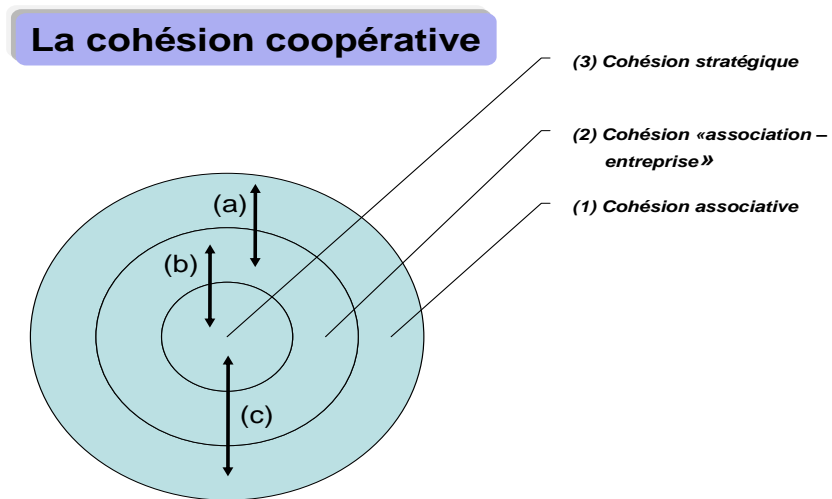 La cohésion coopérative
(3) Cohésion stratégique
(2) Cohésion «association –
entreprise»
(1) Cohésion associative
(a)
(b)
(c)